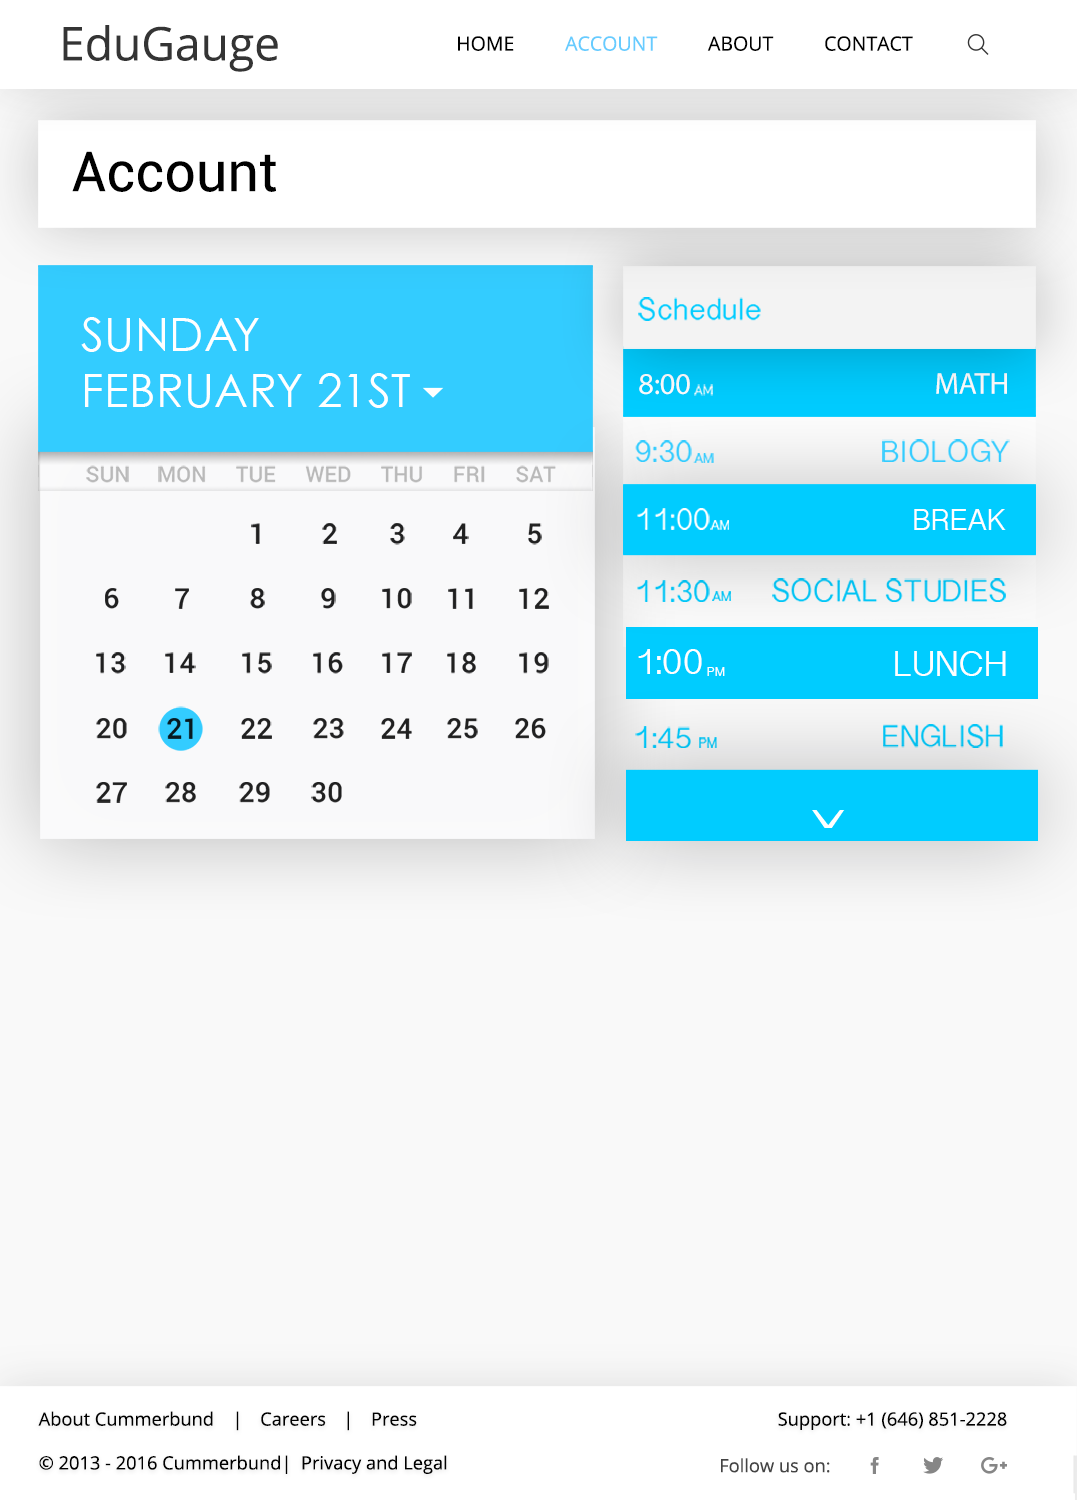 EduGauge
HOME ACCOUNT ABOUT CONTACT
Account
SUNDAY
FEBRUARY 21ST
SUN MON TUE WED THU FRI SAT
1 2 3 4 5
6 7 8 9 10 11 12
13 14 15 16 17 18 19
20 21 22 23 24 25 26
27 28 29 30
Schedule
8:00 AM MATH
9:30 AM BIOLOGY
11:00 AM BREAK
11:30 AM SOCIAL STUDIES
1:00 PM LUNCH
1:45 PM ENGLISH
About Cummerbund | Careers | Press
Support: +1 (646) 851-2228
© 2013 - 2016 Cummerbund| Privacy and Legal
Follow us on: f G+